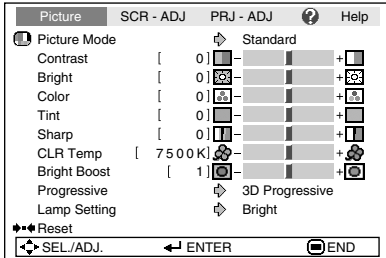 Picture SCR - ADJ PRJ - ADJ ? Help
Picture Mode Standard
Contrast [ 0] - +
Bright [ 0] - +
Color [ 0] - +
Tint [ 0] - +
Sharp [ 0] - +
CLR Temp [ 7500K] - +
Bright Boost [ 1] - +
Progressive 3D Progressive
Lamp Setting Bright
Reset
SEL./ADJ. ENTER END